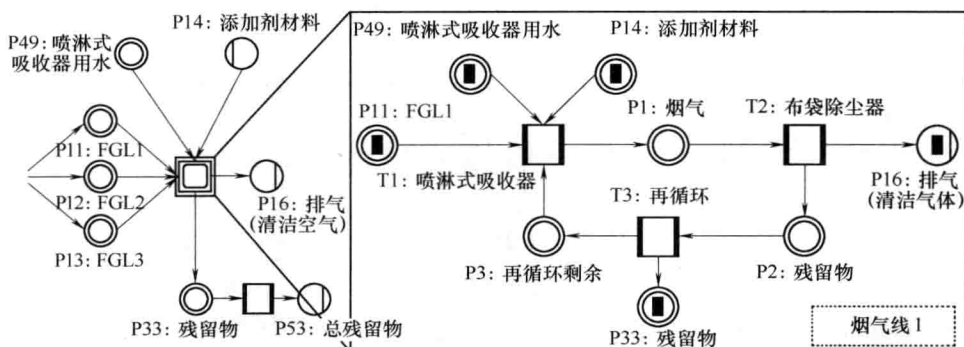 P14: 添加剂材料
P49: 喷淋式
吸收器用水
P11: FGL1
P12: FGL2
P13: FGL3
P16: 排气
(清洁空气)
P33: 残留物
P53: 总残留物
P49: 喷淋式吸收器用水
P14: 添加剂材料
P11: FGL1
P1: 烟气
T2: 布袋除尘器
T1: 喷淋式吸收器
T3: 再循环
P16: 排气
(清洁气体)
P3: 再循环剩余
P2: 残留物
P33: 残留物
烟气线 1